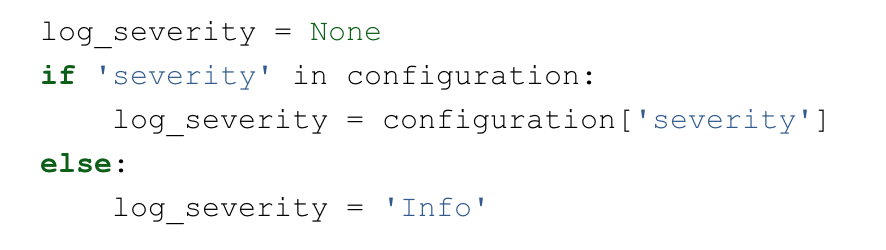 log_severity = None
if 'severity' in configuration:
    log_severity = configuration['severity']
else:
    log_severity = 'Info'